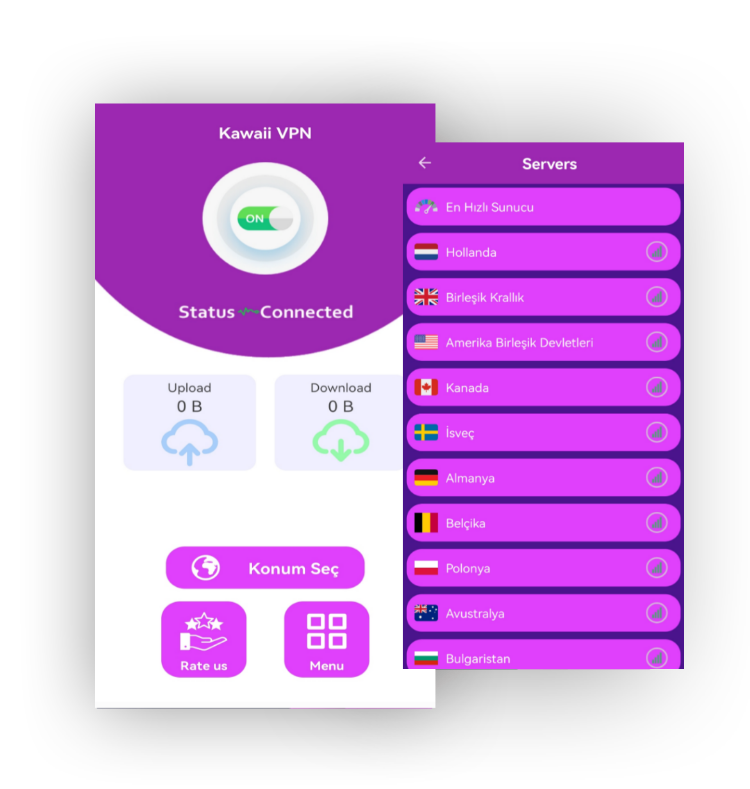 Kawaii VPN
ON
Status Connected
Upload
0 B
Download
0 B
Konum Seç
Rate us
Menu
Servers
En Hızlı Sunucu
Hollanda
Birleşik Krallık
Amerika Birleşik Devletleri
Kanada
İsveç
Almanya
Belçika
Polonya
Avustralya
Bulgaristan